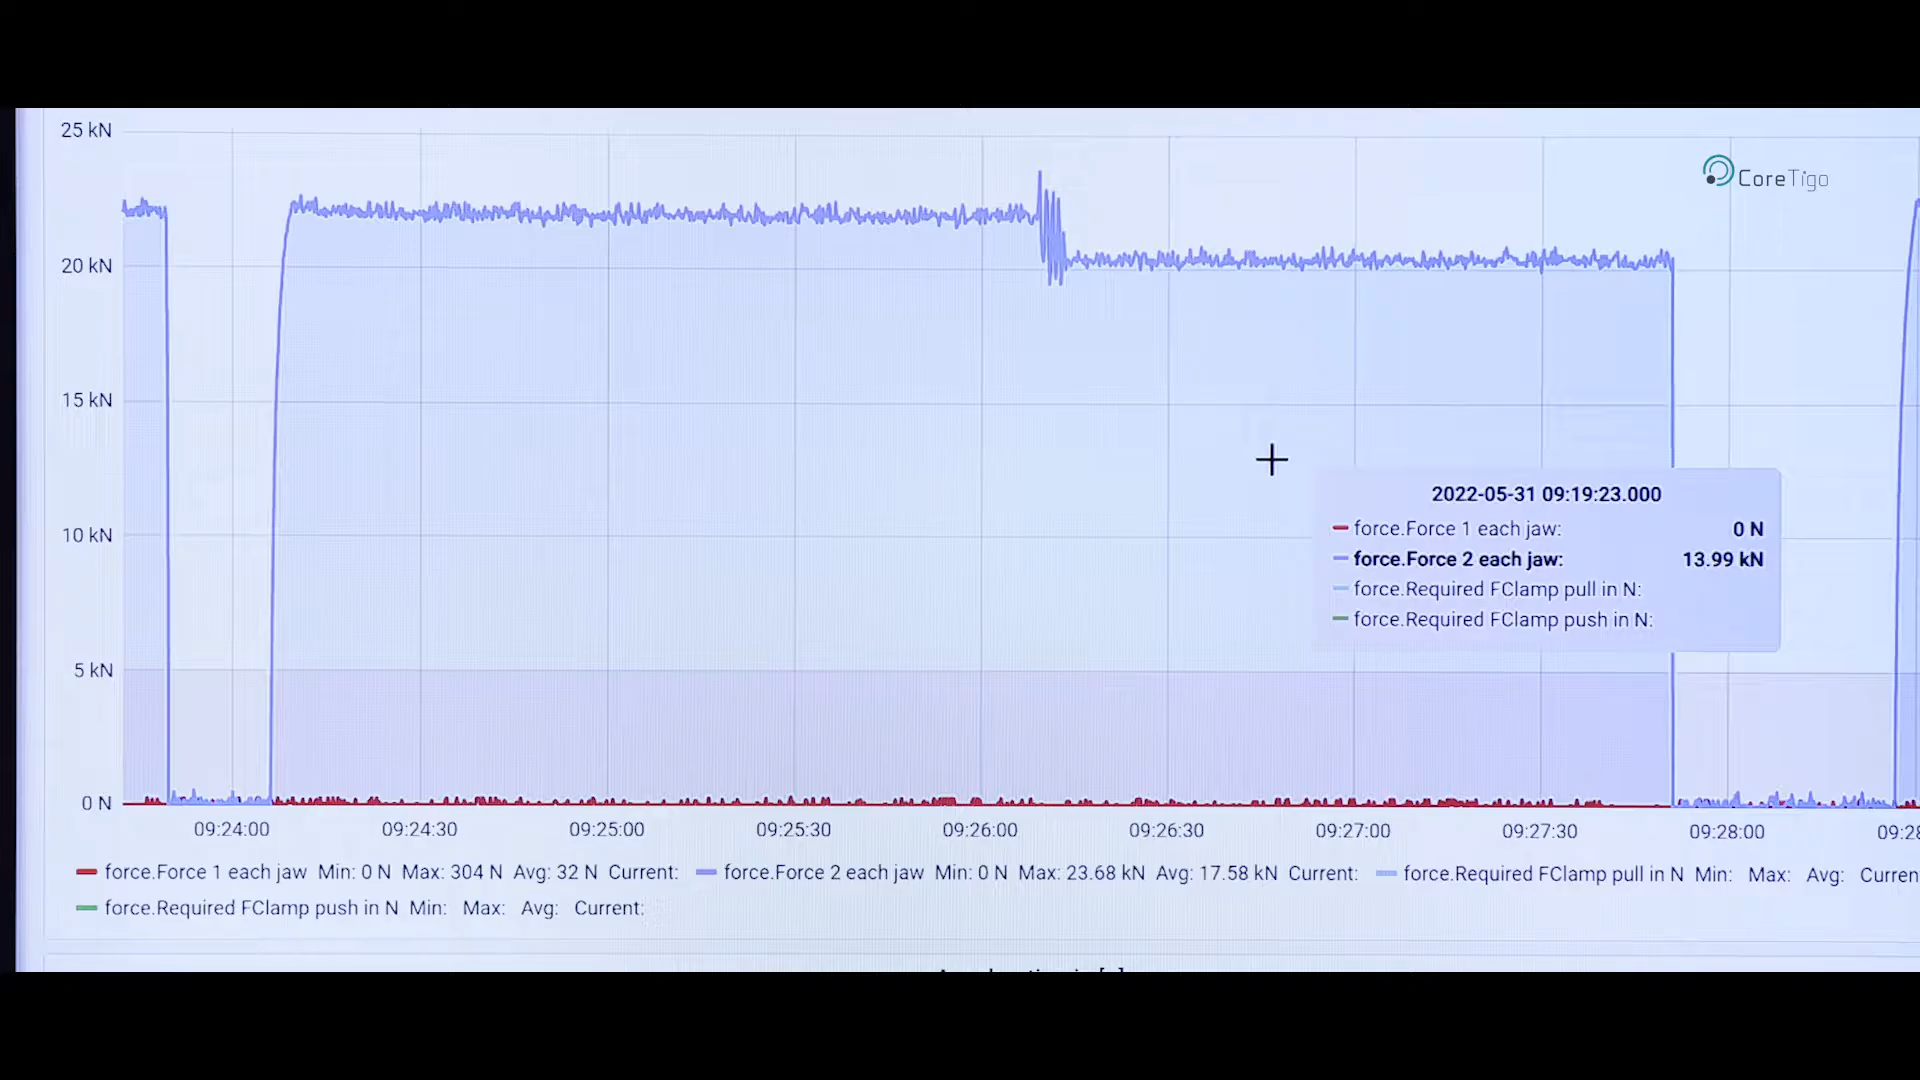 25 kN
CoreTigo
20 kN
15 kN
2022-05-31 09:19:23.000
force.Force 1 each jaw: 0 N
10 kN
force.Force 2 each jaw: 13.99 kN
force.Required FClamp pull in N:
force.Required FClamp push in N:
5 kN
0 N
09:24:00 09:24:30 09:25:00 09:25:30 09:26:00 09:26:30 09:27:00 09:27:30 09:28:00 09:28
force.Force 1 each jaw Min: 0 N Max: 304 N Avg: 32 N Current: force.Force 2 each jaw Min: 0 N Max: 23.68 kN Avg: 17.58 kN Current: force.Required FClamp pull in N Min: Max: Avg: Curren
force.Required FClamp push in N Min: Max: Avg: Current: